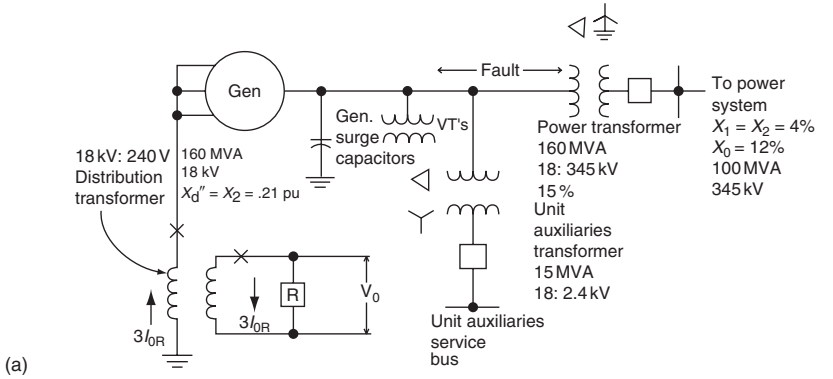 Gen
Fault
Gen.
surge
capacitors
VT's
Power transformer
160 MVA
18: 345 kV
15 %
To power
system
X₁ = X₂ = 4%
X₀ = 12%
100 MVA
345 kV
18 kV: 240 V
Distribution
transformer
160 MVA
18 kV
Xd″ = X₂ = .21 pu
Unit
auxiliaries
transformer
15 MVA
18: 2.4 kV
R
V₀
3I₀R
3I₀R
Unit auxiliaries
service
bus
(a)